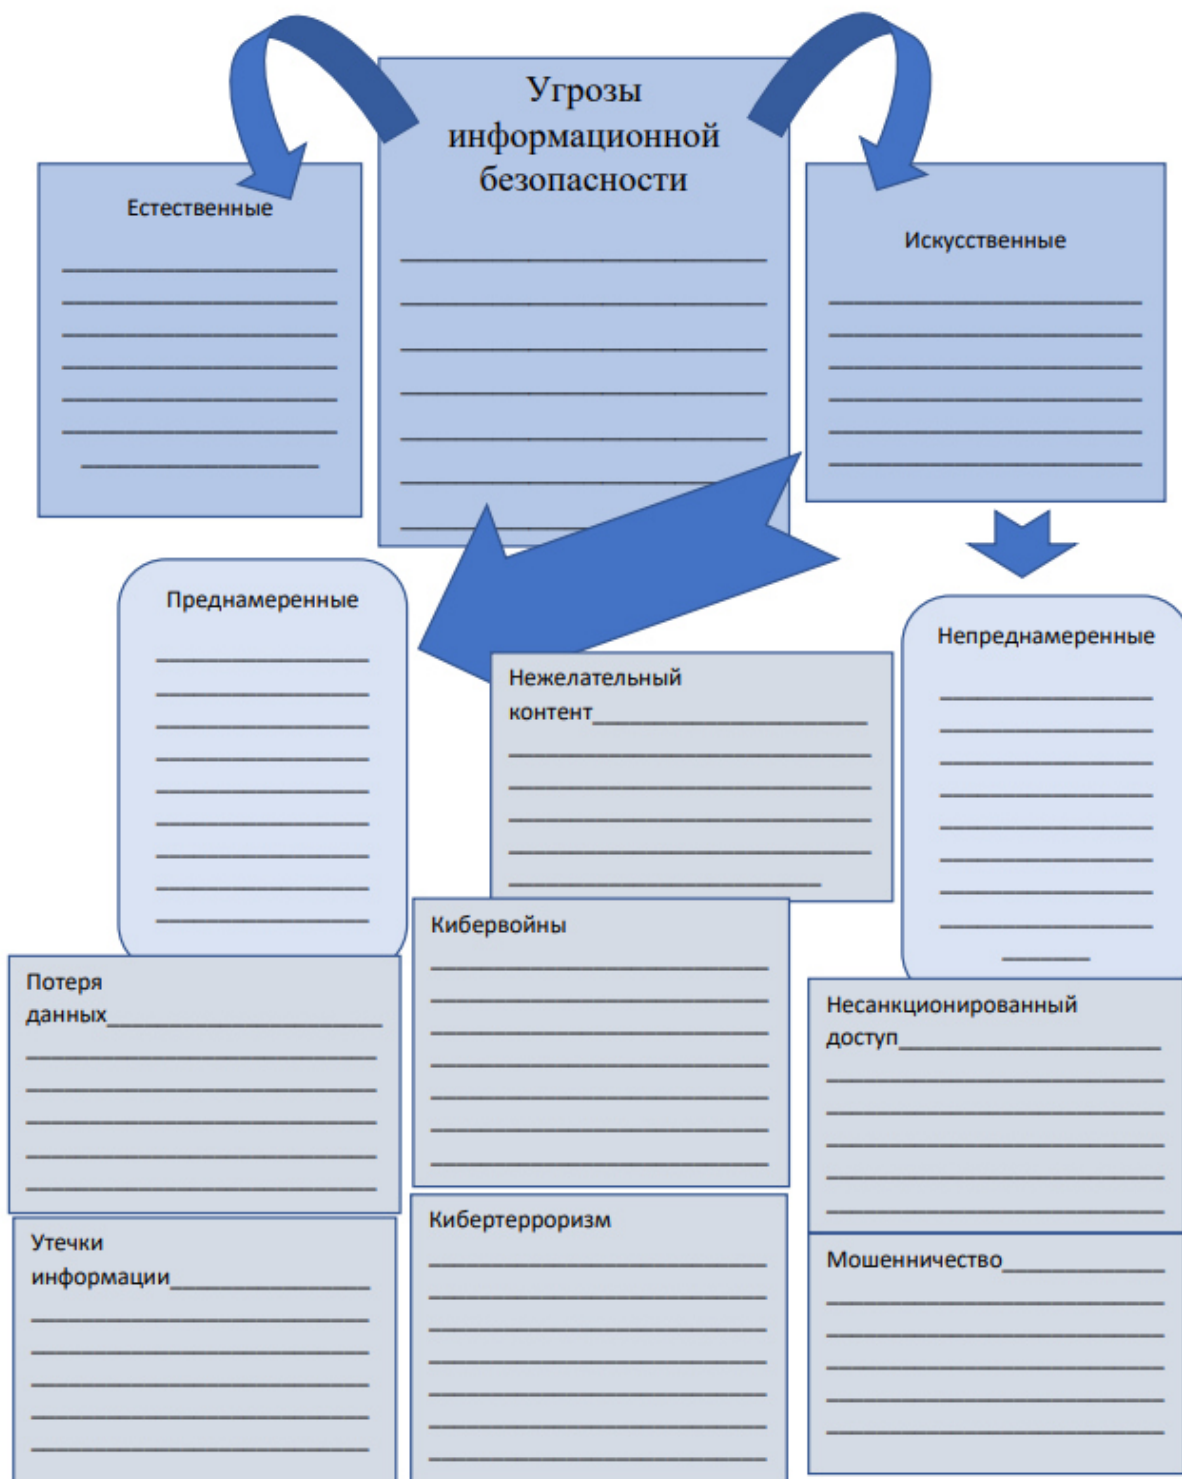 Угрозы
информационной
безопасности
Естественные
Искусственные
Преднамеренные
Непреднамеренные
Нежелательный
контент
Кибервойны
Потеря
данных
Несанкционированный
доступ
Утечки
информации
Кибертерроризм
Мошенничество